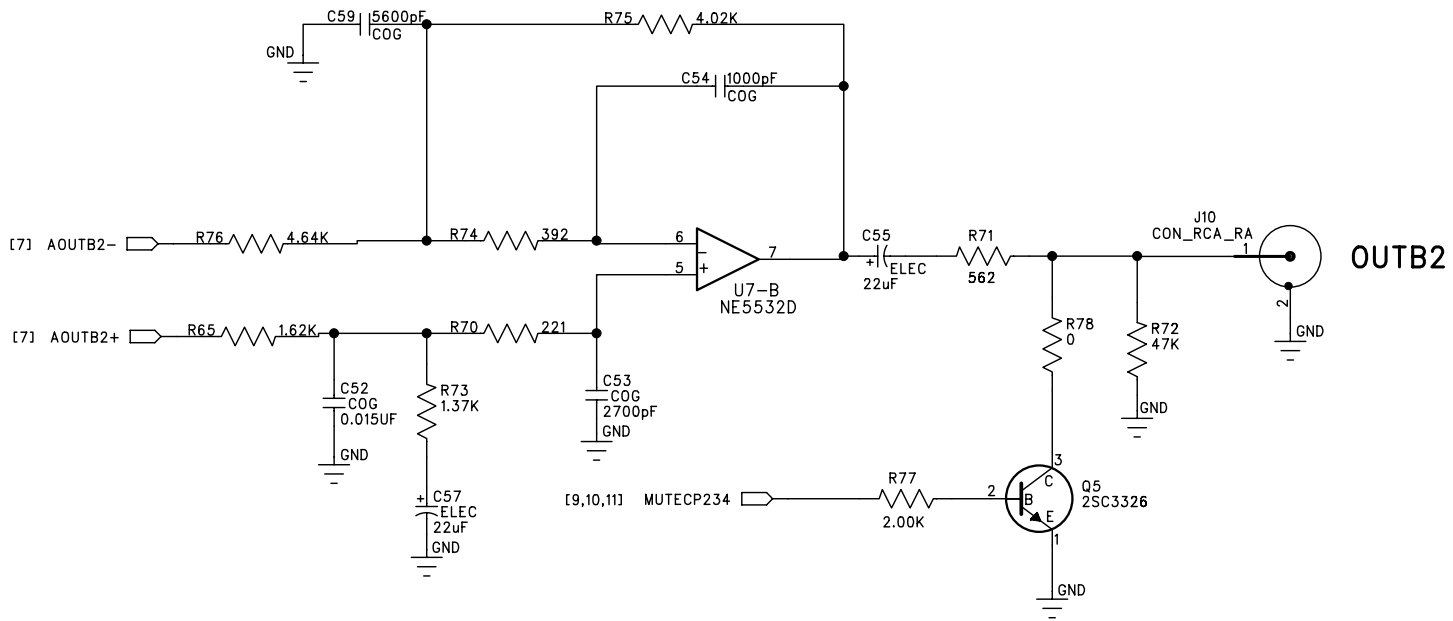 C59 5600pF
COG
GND
R75 4.02K
C54 1000pF
COG
[7] AOUTB2-
R76 4.64K
R74 392
6
5
7
U7-B
NE5532D
C55
ELEC
22uF
R71
562
J10
CON_RCA_RA
1
2
GND
OUTB2
[7] AOUTB2+
R65 1.62K
R70 221
R78
0
R72
47K
GND
C52
COG
0.015UF
GND
R73
1.37K
C53
COG
2700pF
GND
C57
ELEC
22uF
GND
[9,10,11] MUTECP234
R77
2.00K
2
B
3
C
E
1
Q5
2SC3326
GND